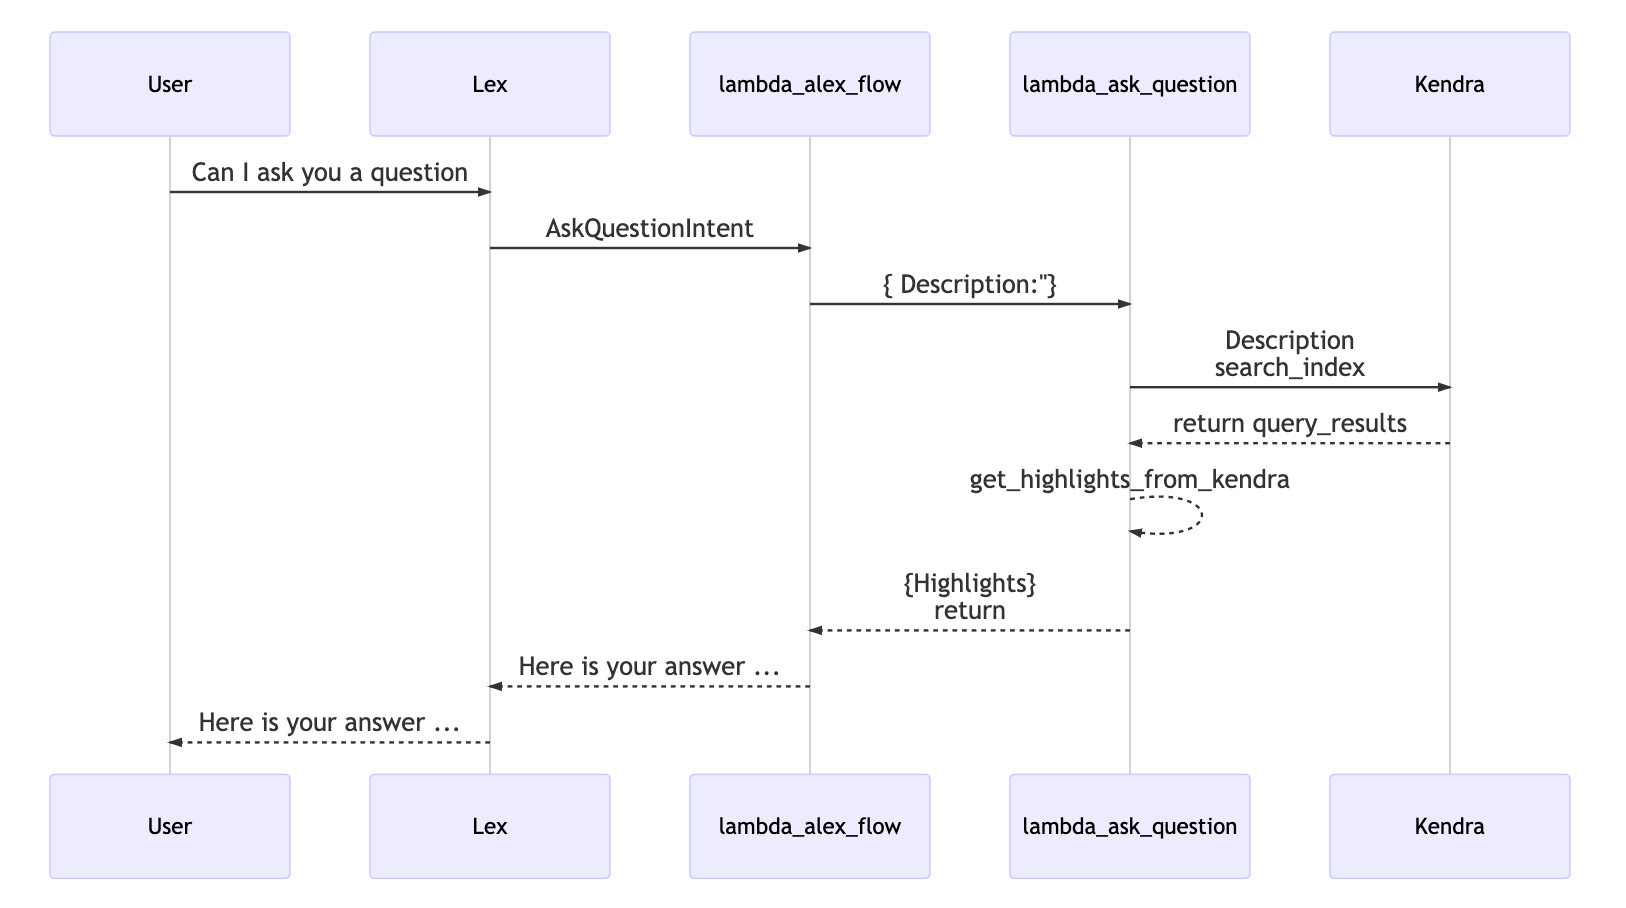 User
Lex
lambda_alex_flow
lambda_ask_question
Kendra
Can I ask you a question
AskQuestionIntent
{ Description:"}
Description
search_index
return query_results
get_highlights_from_kendra
{Highlights}
return
Here is your answer ...
Here is your answer ...
User
Lex
lambda_alex_flow
lambda_ask_question
Kendra